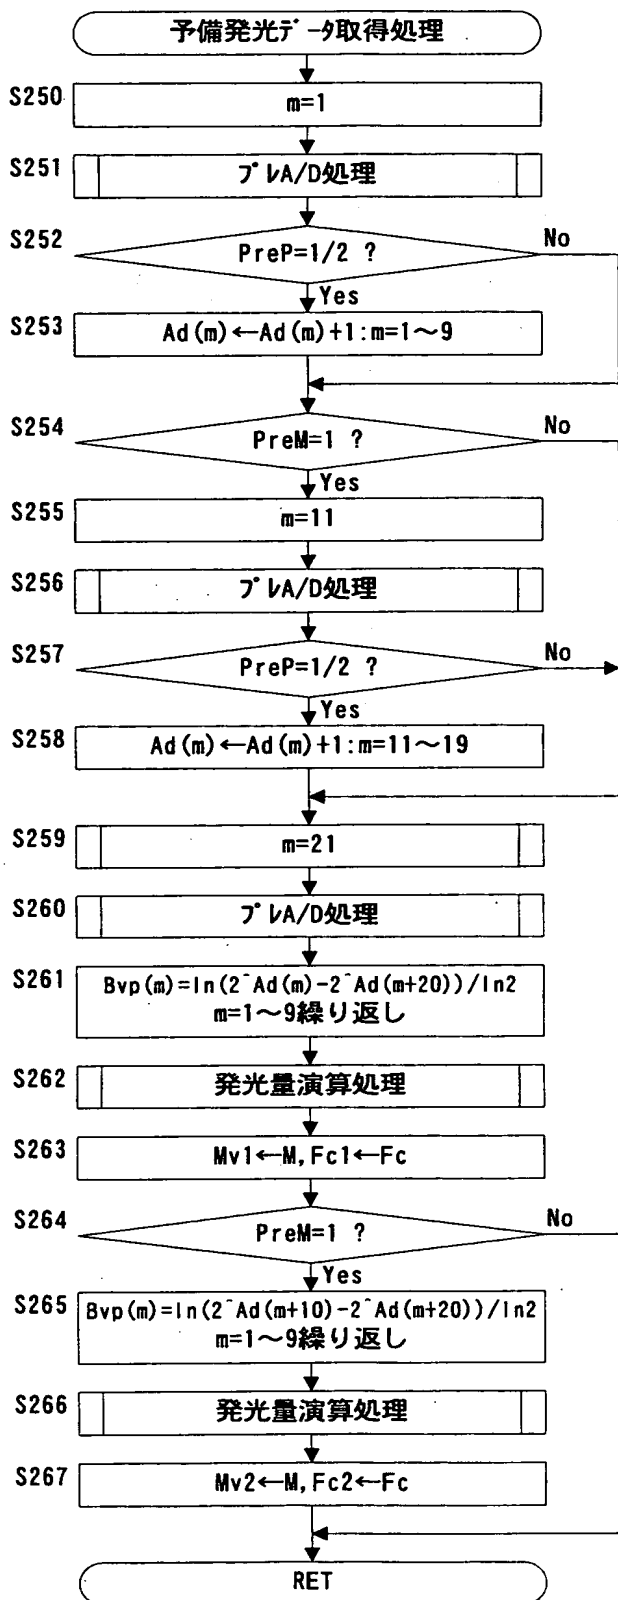 予備発光データ取得処理
S250
m=1
S251
プレA/D処理
S252
PreP=1/2 ?
No
Yes
S253
Ad(m)←Ad(m)+1:m=1～9
S254
PreM=1 ?
No
Yes
S255
m=11
S256
プレA/D処理
S257
PreP=1/2 ?
No
Yes
S258
Ad(m)←Ad(m)+1:m=11～19
S259
m=21
S260
プレA/D処理
S261
Bvp(m)=ln(2^Ad(m)-2^Ad(m+20))/ln2
m=1～9繰り返し
S262
発光量演算処理
S263
Mv1←M,Fc1←Fc
S264
PreM=1 ?
No
Yes
S265
Bvp(m)=ln(2^Ad(m+10)-2^Ad(m+20))/ln2
m=1～9繰り返し
S266
発光量演算処理
S267
Mv2←M,Fc2←Fc
RET